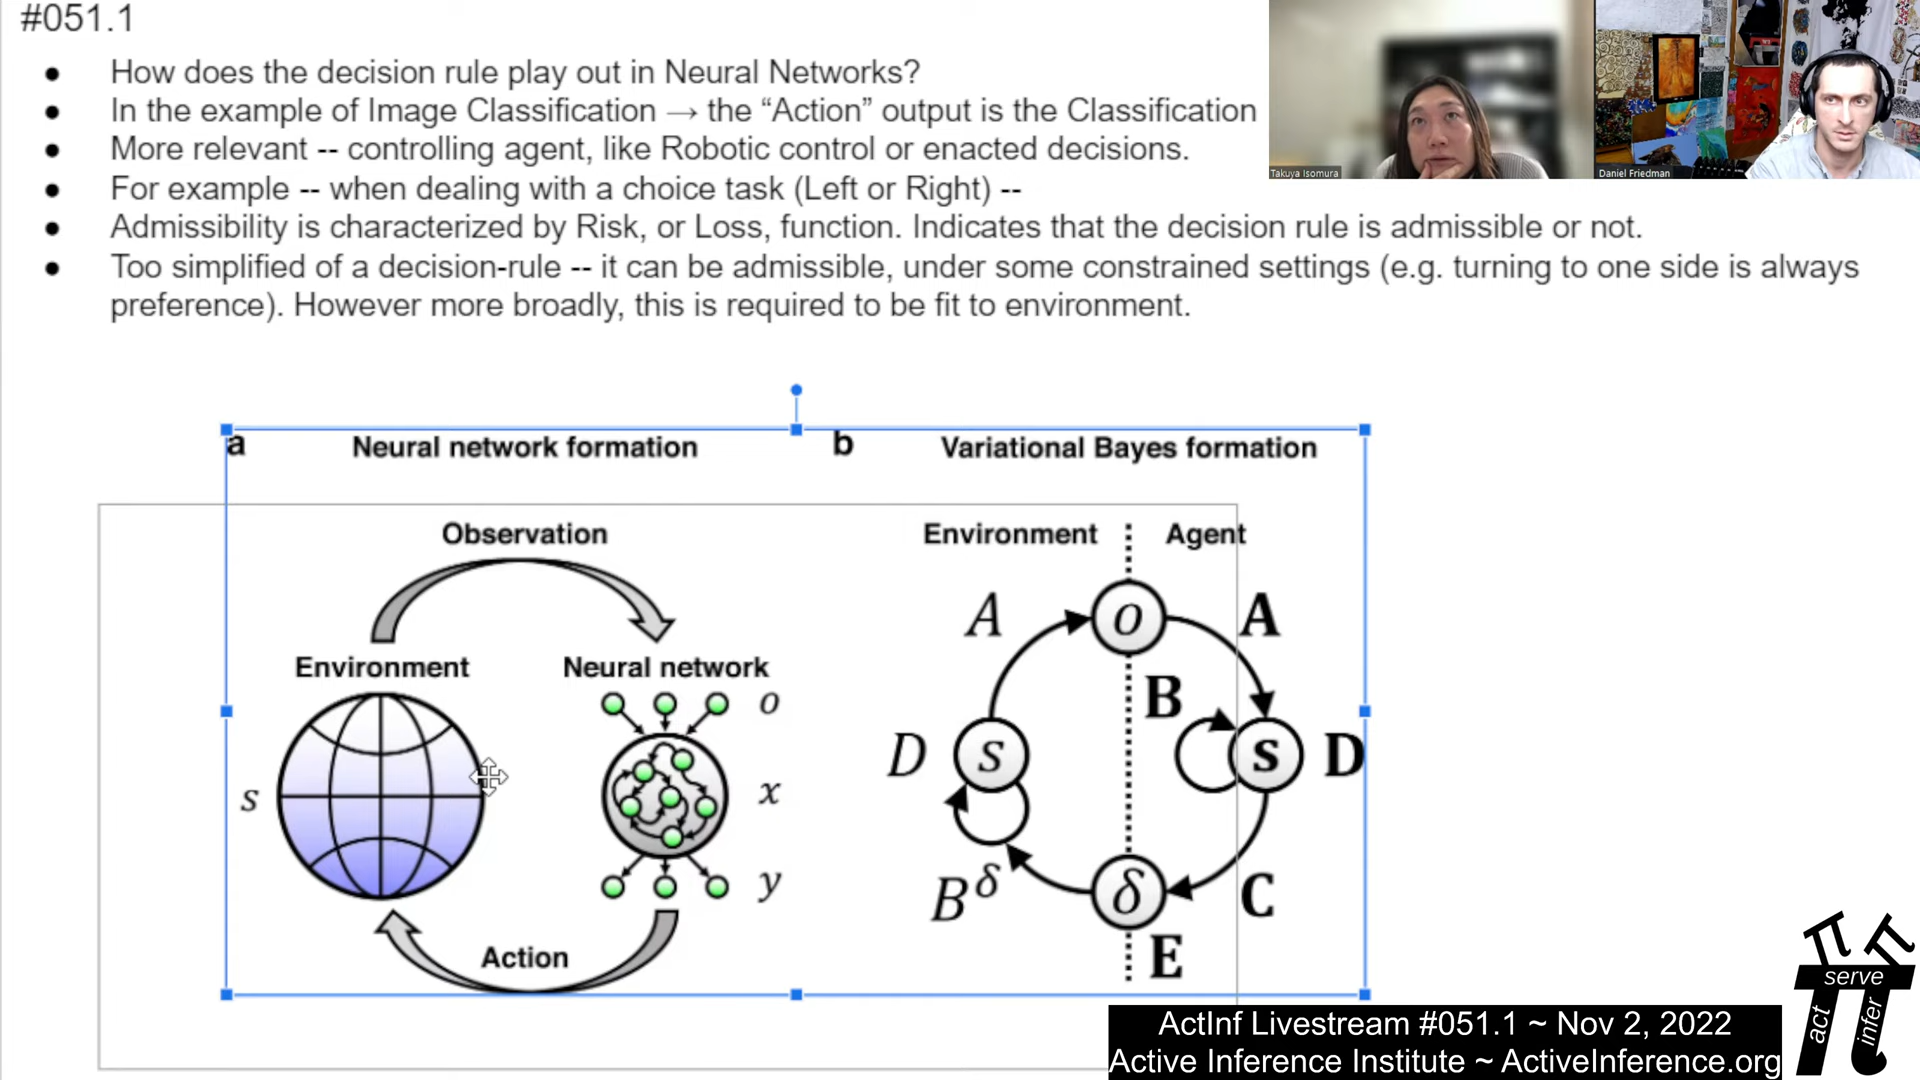 #051.1
● How does the decision rule play out in Neural Networks?
● In the example of Image Classification → the “Action” output is the Classification
● More relevant -- controlling agent, like Robotic control or enacted decisions.
● For example -- when dealing with a choice task (Left or Right) --
● Admissibility is characterized by Risk, or Loss, function. Indicates that the decision rule is admissible or not.
● Too simplified of a decision-rule -- it can be admissible, under some constrained settings (e.g. turning to one side is always
preference). However more broadly, this is required to be fit to environment.
Takuya Isomura
Daniel Friedman
a Neural network formation
Observation
Environment
Neural network
s
o
x
y
Action
b Variational Bayes formation
Environment
Agent
A
o
A
B
D
s
s
D
B^δ
δ
C
E
π π
serve
act
infer
ActInf Livestream #051.1 ~ Nov 2, 2022
Active Inference Institute ~ ActiveInference.org